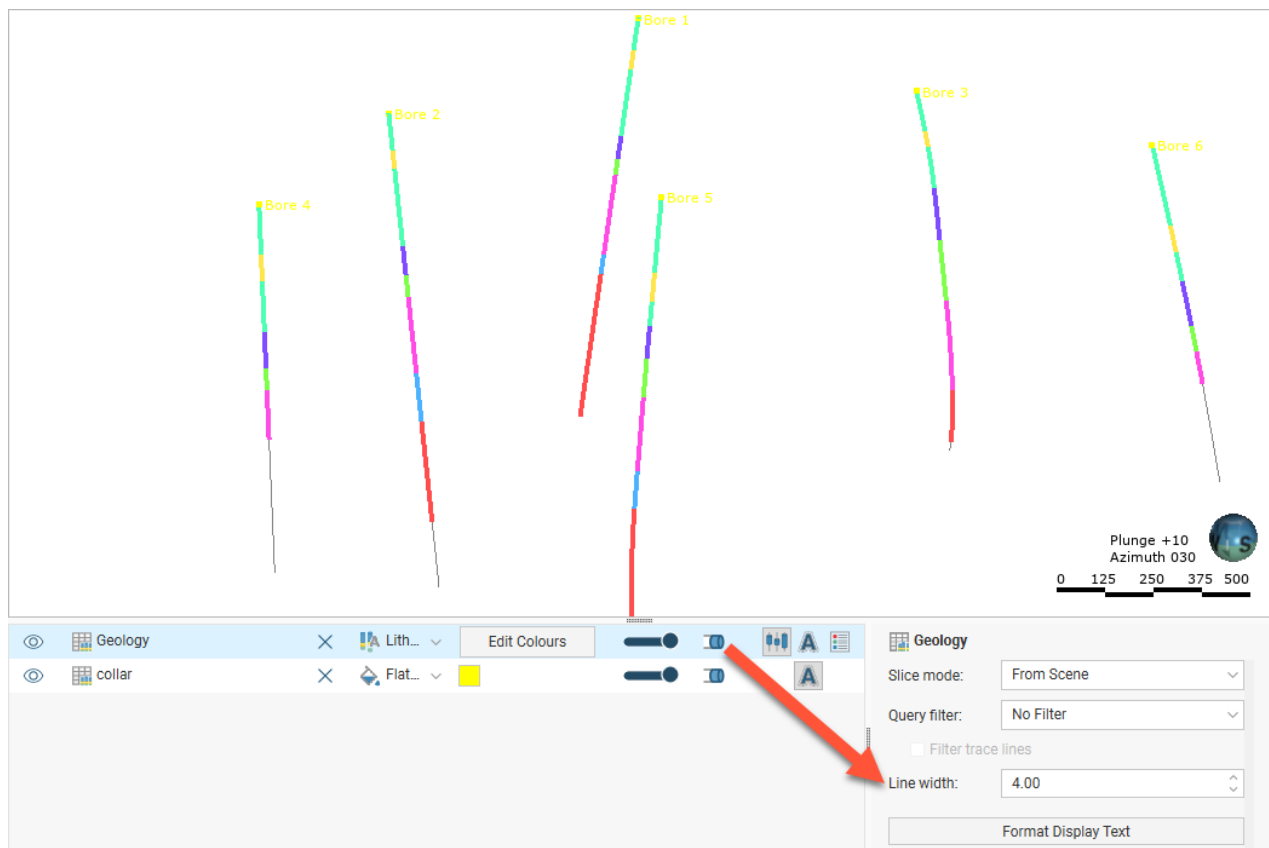 Bore 1
Bore 3
Bore 2
Bore 6
Bore 5
Bore 4
Plunge +10
Azimuth 030
S
0 125 250 375 500
Geology
Lith...
Edit Colours
A
collar
Flat...
A
Geology
Slice mode: From Scene
Query filter: No Filter
Filter trace lines
Line width: 4.00
Format Display Text